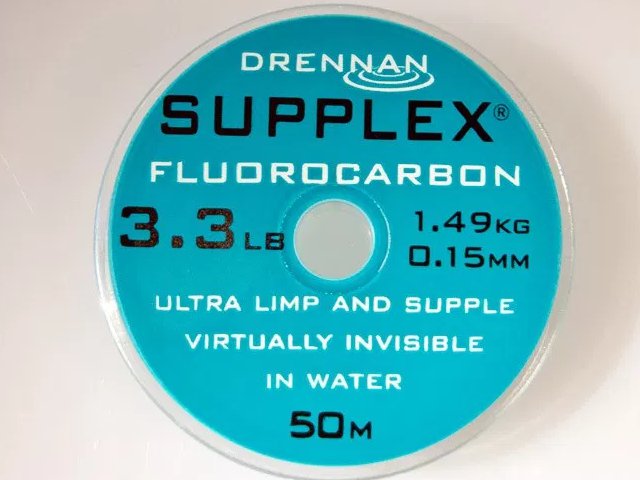 DRENNAN
SUPPLEX®
FLUOROCARBON
3.3LB
1.49KG
0.15MM
ULTRA LIMP AND SUPPLE
VIRTUALLY INVISIBLE
IN WATER
50M